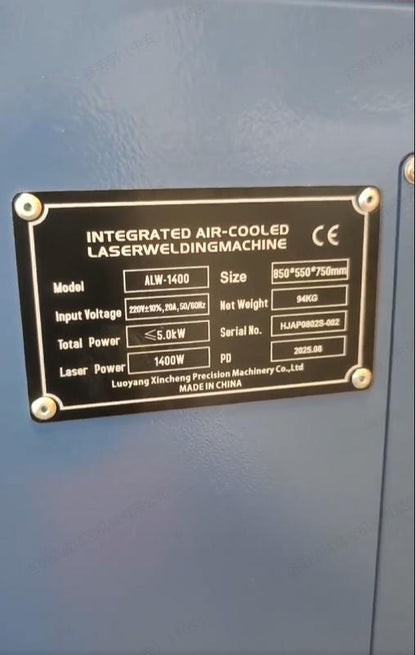 INTEGRATED AIR-COOLED
LASERWELDINGMACHINE
CE
Model ALW-1400
Size 850*550*750mm
Input Voltage 220V±10%,20A,50/60Hz
Net Weight 94KG
Total Power ≤5.0kW
Serial No. HJAP0802S-002
Laser Power 1400W
PD 2025.08
Luoyang Xincheng Precision Machinery Co.,Ltd
MADE IN CHINA